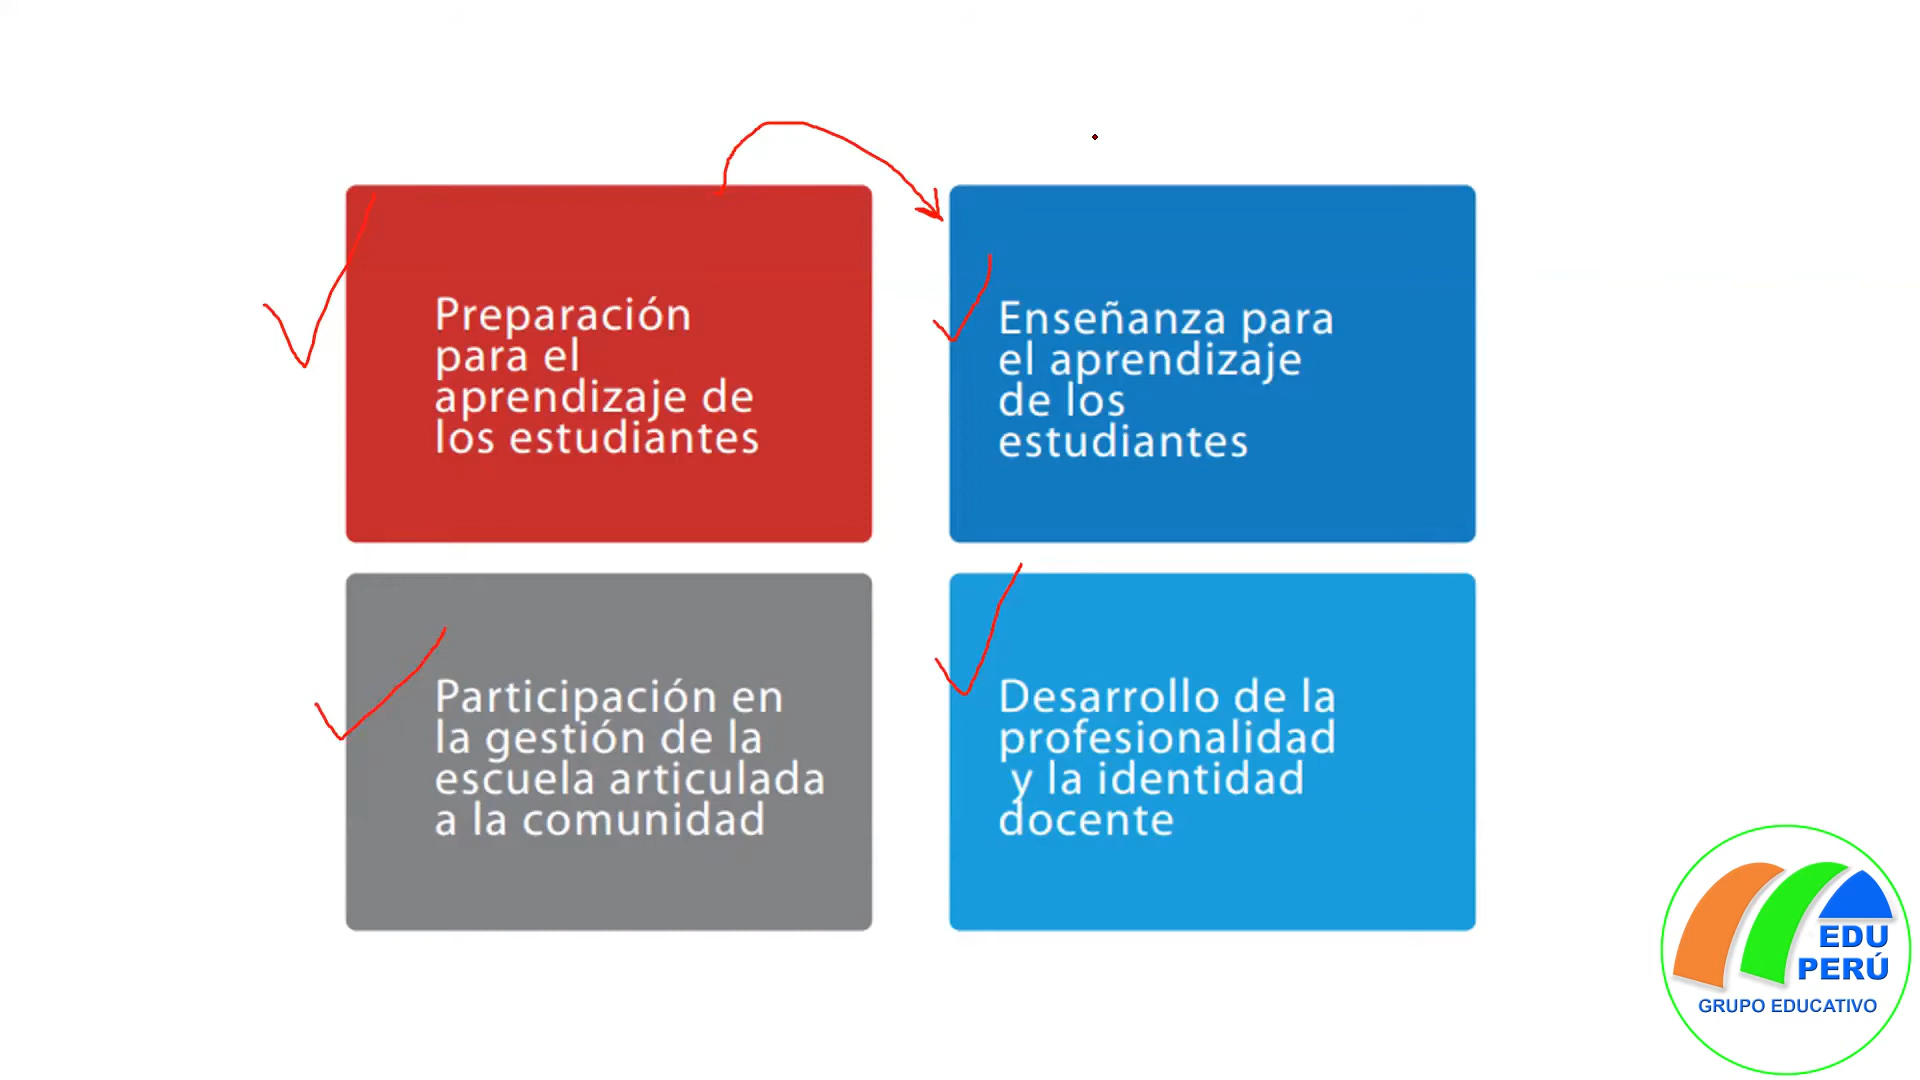 Preparación
para el
aprendizaje de
los estudiantes
Enseñanza para
el aprendizaje
de los
estudiantes
Participación en
la gestión de la
escuela articulada
a la comunidad
Desarrollo de la
profesionalidad
y la identidad
docente
EDU
PERÚ
GRUPO EDUCATIVO